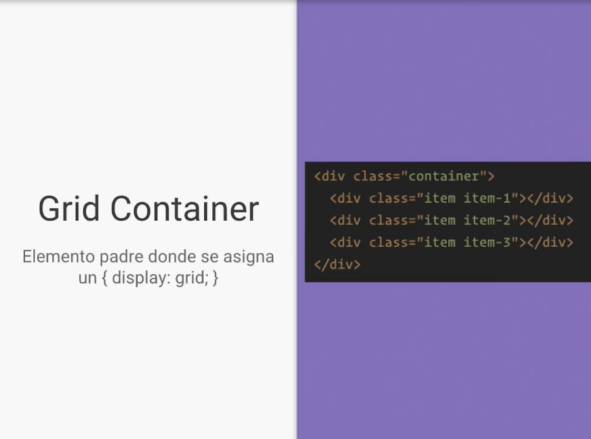 Grid Container
Elemento padre donde se asigna
un { display: grid; }
<div class="container">
  <div class="item item-1"></div>
  <div class="item item-2"></div>
  <div class="item item-3"></div>
</div>